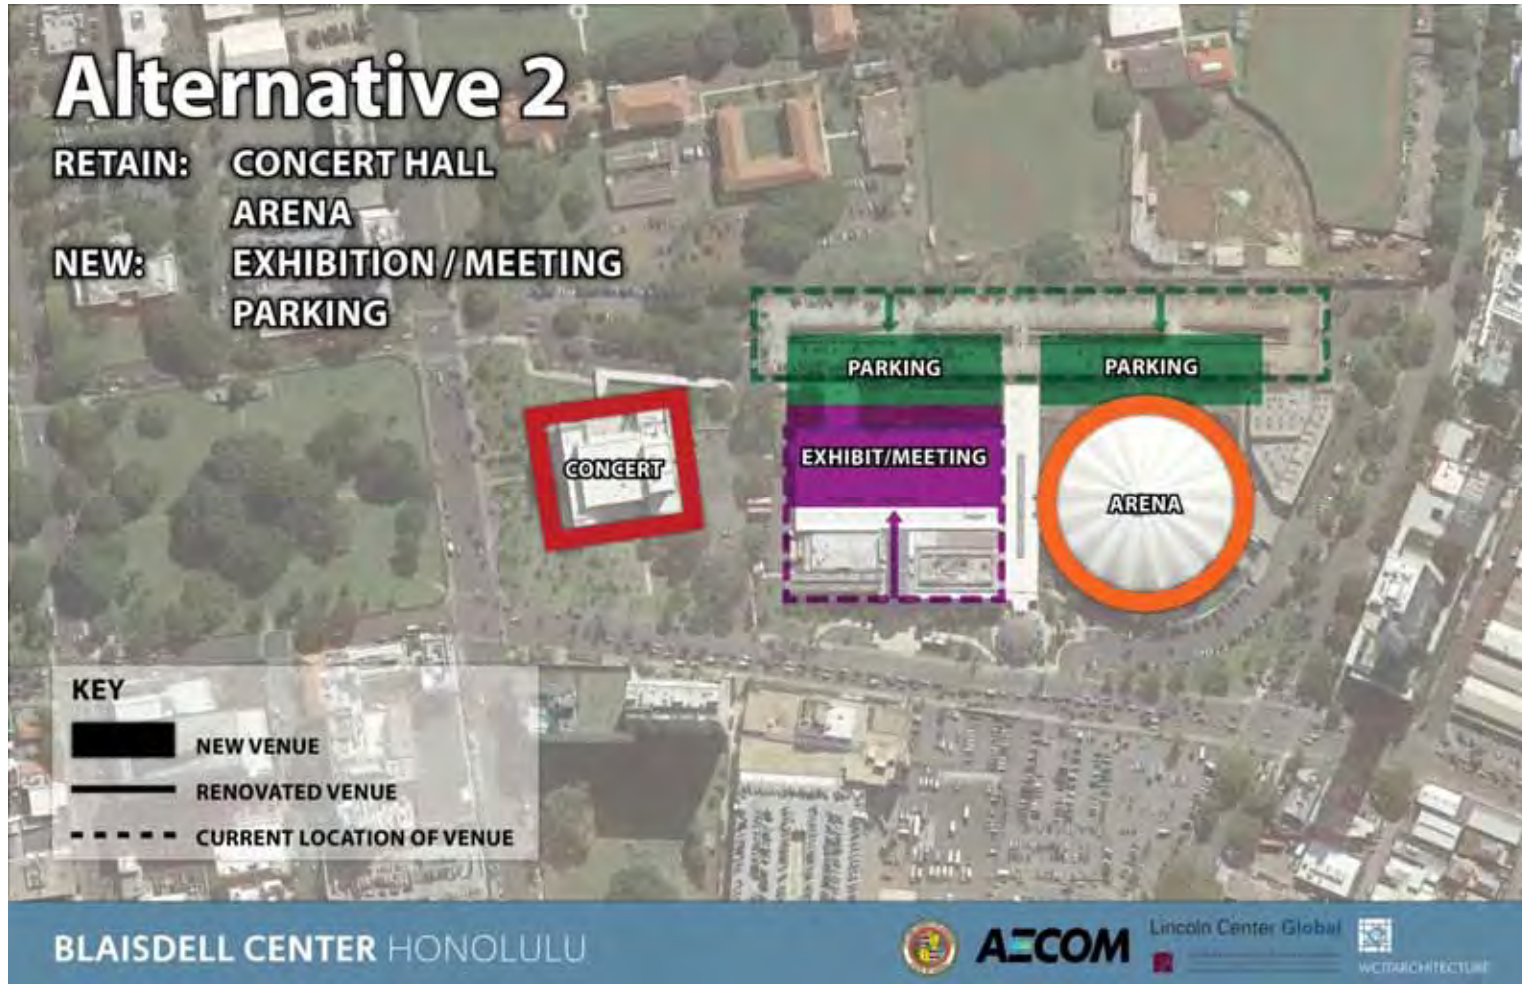 Alternative 2
RETAIN: CONCERT HALL
ARENA
NEW: EXHIBITION / MEETING
PARKING
PARKING PARKING
EXHIBIT/MEETING
CONCERT
ARENA
KEY
NEW VENUE
RENOVATED VENUE
CURRENT LOCATION OF VENUE
BLAISDELL CENTER HONOLULU
AECOM
Lincoln Center Global
WCITARCHITECTURE